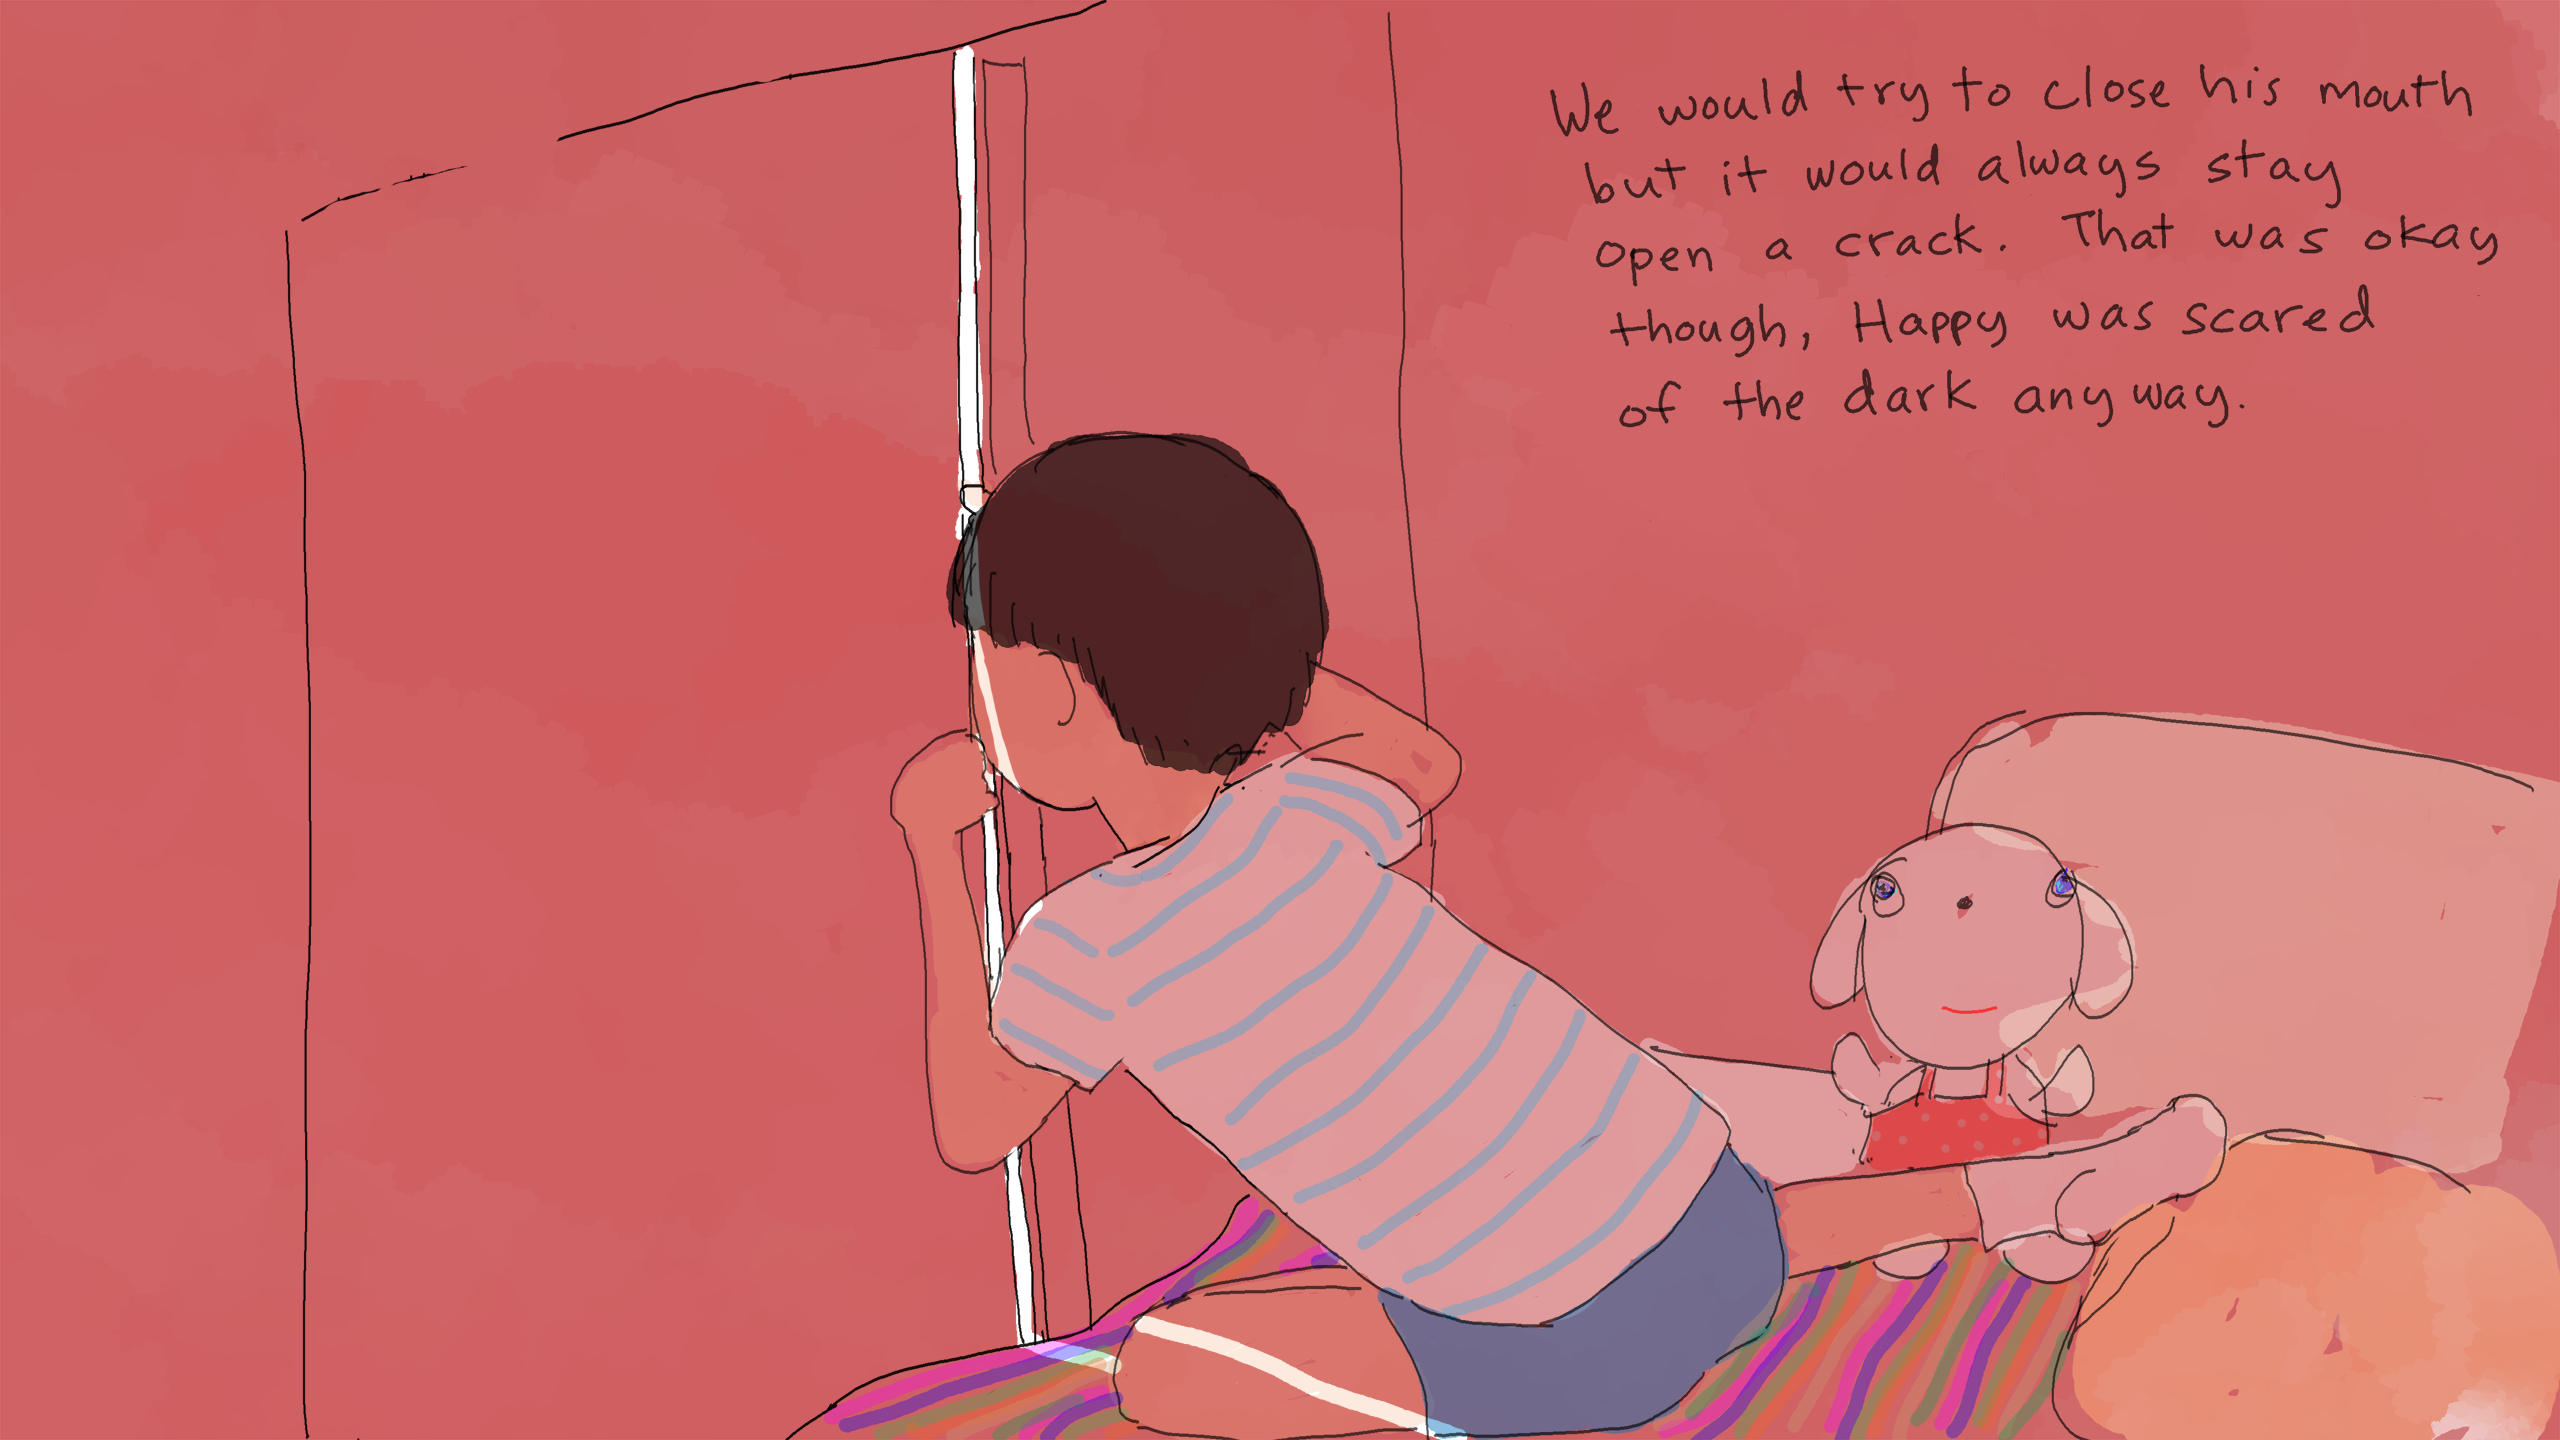 We would try to close his mouth
but it would always stay
open a crack. That was okay
though, Happy was scared
of the dark anyway.